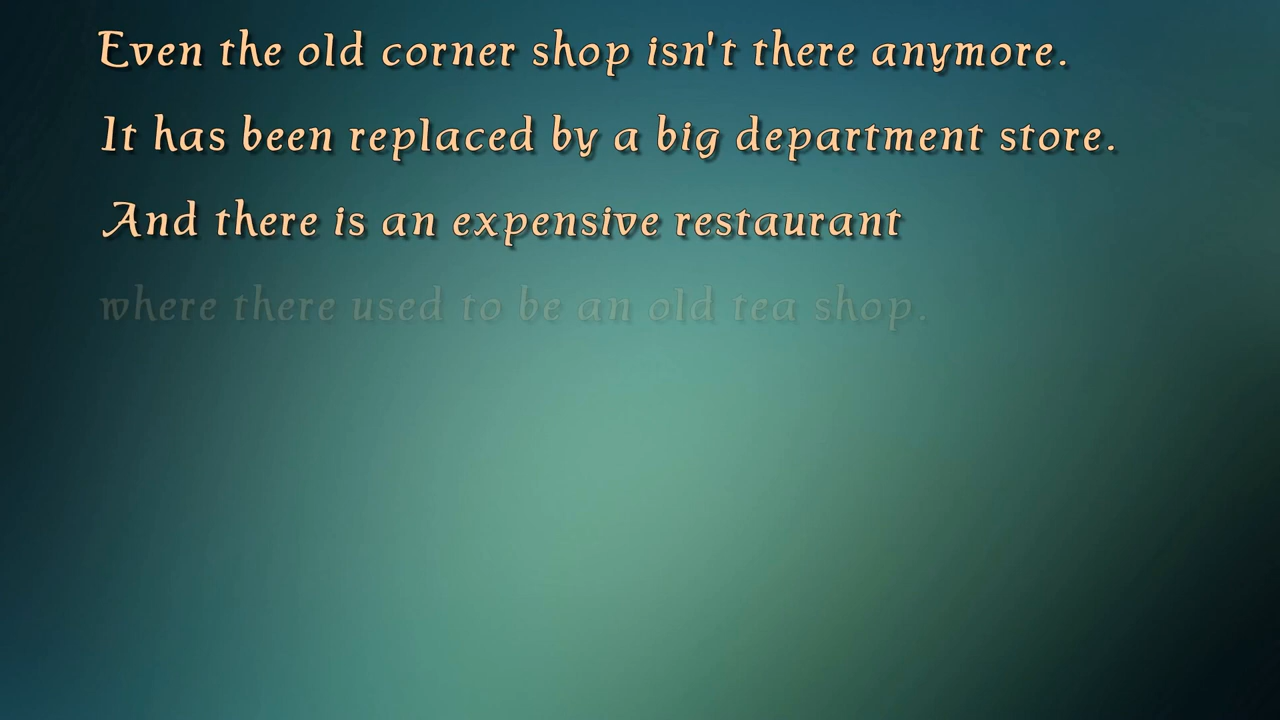 Even the old corner shop isn't there anymore.
It has been replaced by a big department store.
And there is an expensive restaurant
where there used to be an old tea shop.